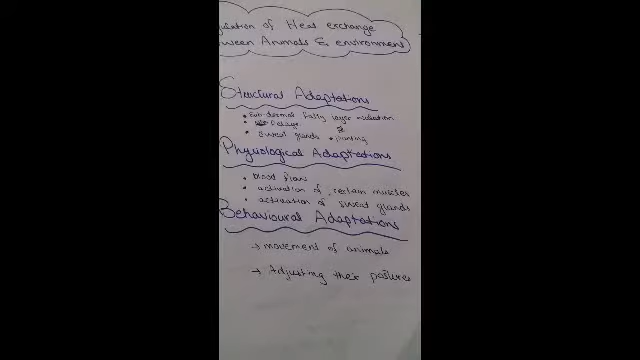 gulation of Heat exchange
tween Animals & environment
Structural Adaptations
• Sub-dermal fatty layer
• 
• Sweat glands • panting
Physiological Adaptations
• Blood flow
• activation of certain muscles
• activation of sweat glands
Behavioural Adaptations
→ movement of animals
→ Adjusting their postures